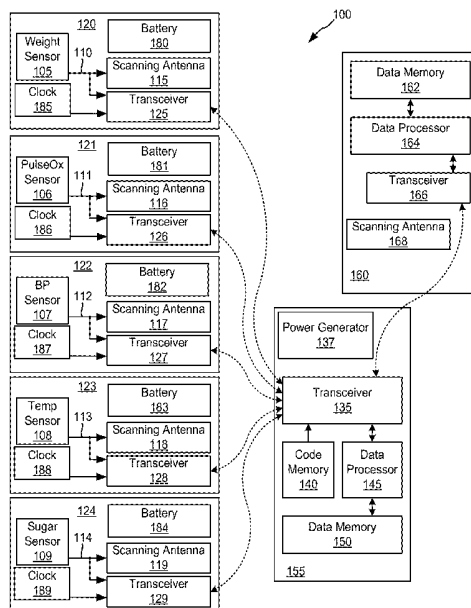 100
120
Weight
Sensor
105
110
Battery
180
Scanning Antenna
115
Clock
185
Transceiver
125
121
PulseOx
Sensor
106
111
Battery
181
Scanning Antenna
116
Clock
186
Transceiver
126
122
BP
Sensor
107
112
Battery
182
Scanning Antenna
117
Clock
187
Transceiver
127
123
Temp
Sensor
108
113
Battery
183
Scanning Antenna
118
Clock
188
Transceiver
128
124
Sugar
Sensor
109
114
Battery
184
Scanning Antenna
119
Clock
189
Transceiver
129
Data Memory
162
Data Processor
164
Transceiver
166
Scanning Antenna
168
160
Power Generator
137
Transceiver
135
Code
Memory
140
Data
Processor
145
Data Memory
150
155